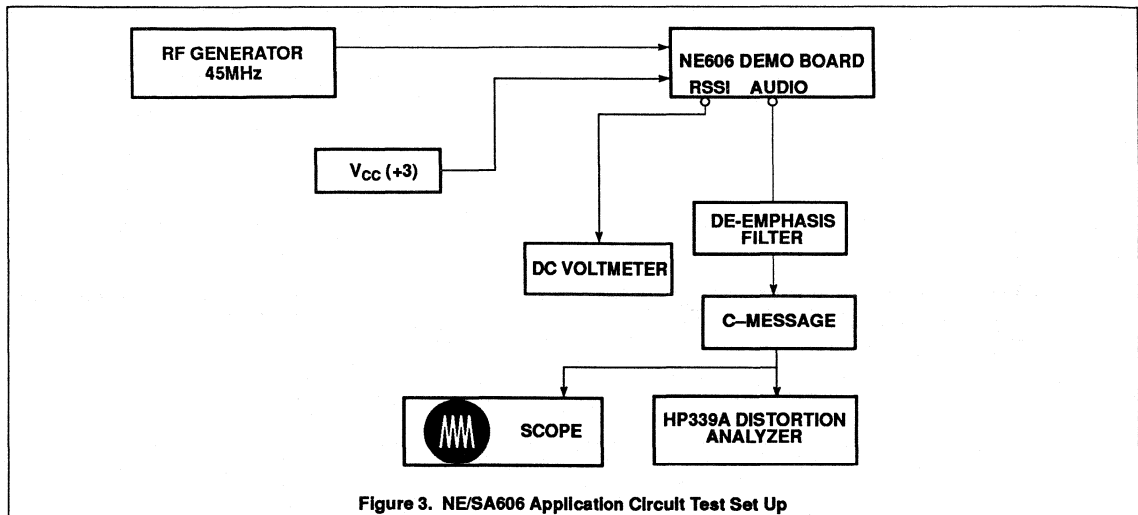 RF GENERATOR
45MHz
NE606 DEMO BOARD
RSSI AUDIO
VCC (+3)
DE-EMPHASIS
FILTER
DC VOLTMETER
C–MESSAGE
SCOPE
HP339A DISTORTION
ANALYZER
Figure 3. NE/SA606 Application Circuit Test Set Up